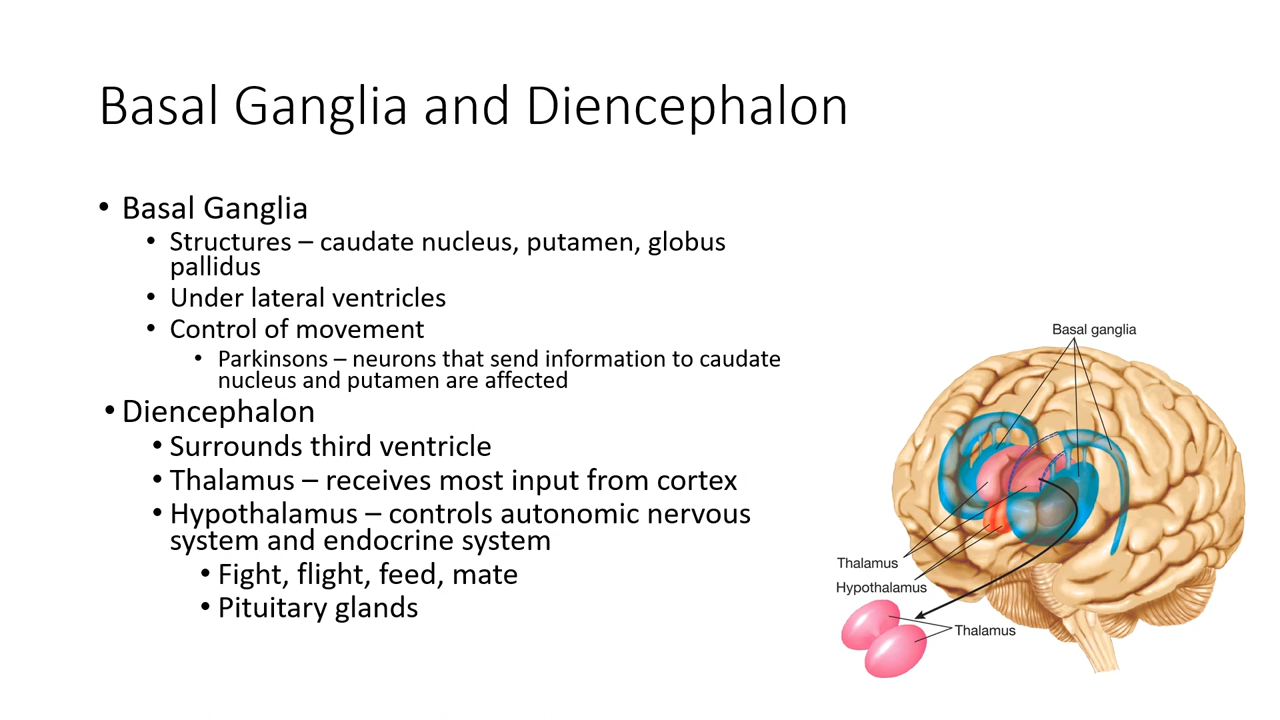 Basal Ganglia and Diencephalon
• Basal Ganglia
• Structures – caudate nucleus, putamen, globus
pallidus
• Under lateral ventricles
• Control of movement
• Parkinsons – neurons that send information to caudate
nucleus and putamen are affected
• Diencephalon
• Surrounds third ventricle
• Thalamus – receives most input from cortex
• Hypothalamus – controls autonomic nervous
system and endocrine system
• Fight, flight, feed, mate
• Pituitary glands
Basal ganglia
Thalamus
Hypothalamus
Thalamus